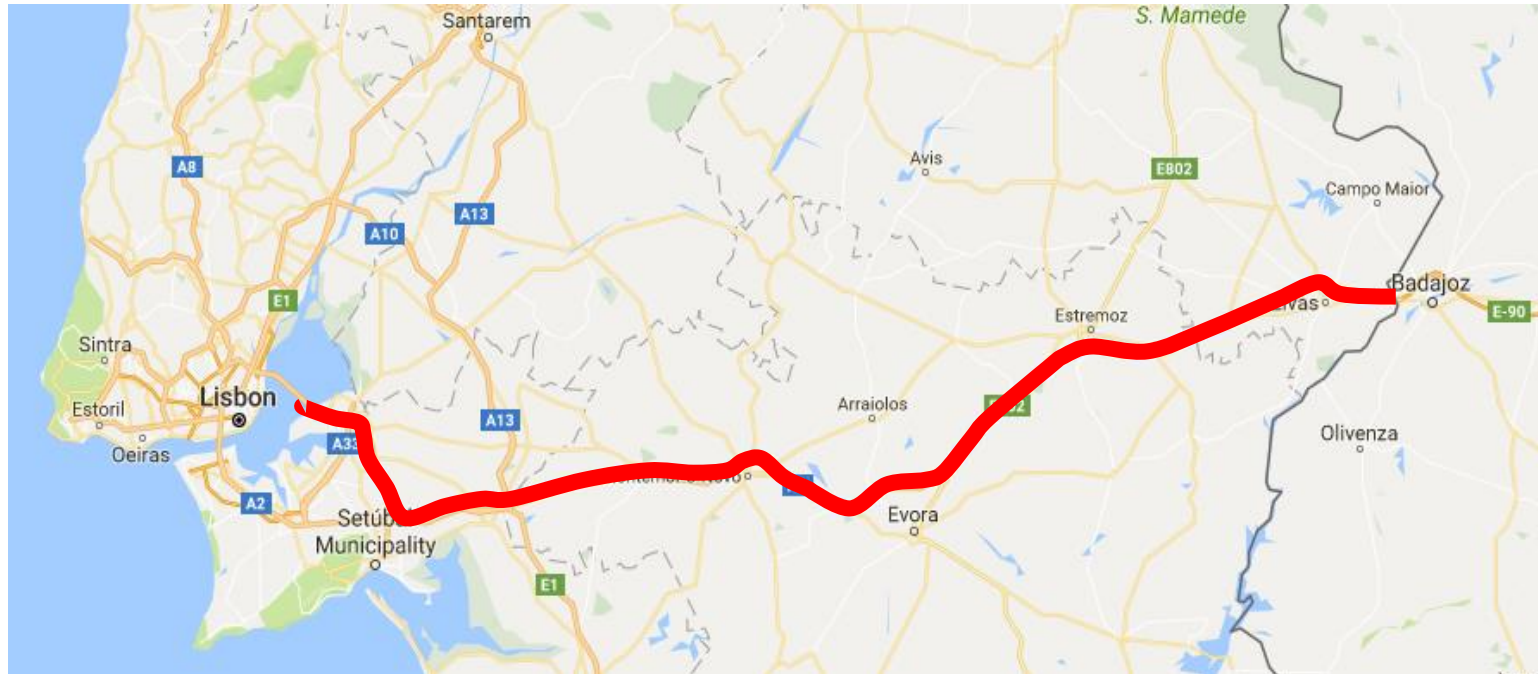 Santarem
S. Mamede
A8
Avis
E802
Campo Maior
A13
A10
E1
Badajoz
E-90
Estremoz
Sintra
Lisbon
Estoril
Arraiolos
A13
Oeiras
A33
Olivenza
A2
Setúbal
Municipality
Evora
E1